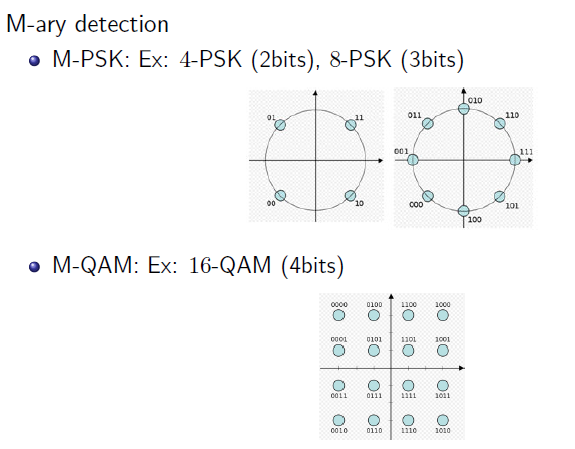 M-ary detection
M-PSK: Ex: 4-PSK (2bits), 8-PSK (3bits)
01 11
00 10
010
011 110
001 111
000 101
100
M-QAM: Ex: 16-QAM (4bits)
0000 0100 1100 1000
0001 0101 1101 1001
0011 0111 1111 1011
0010 0110 1110 1010